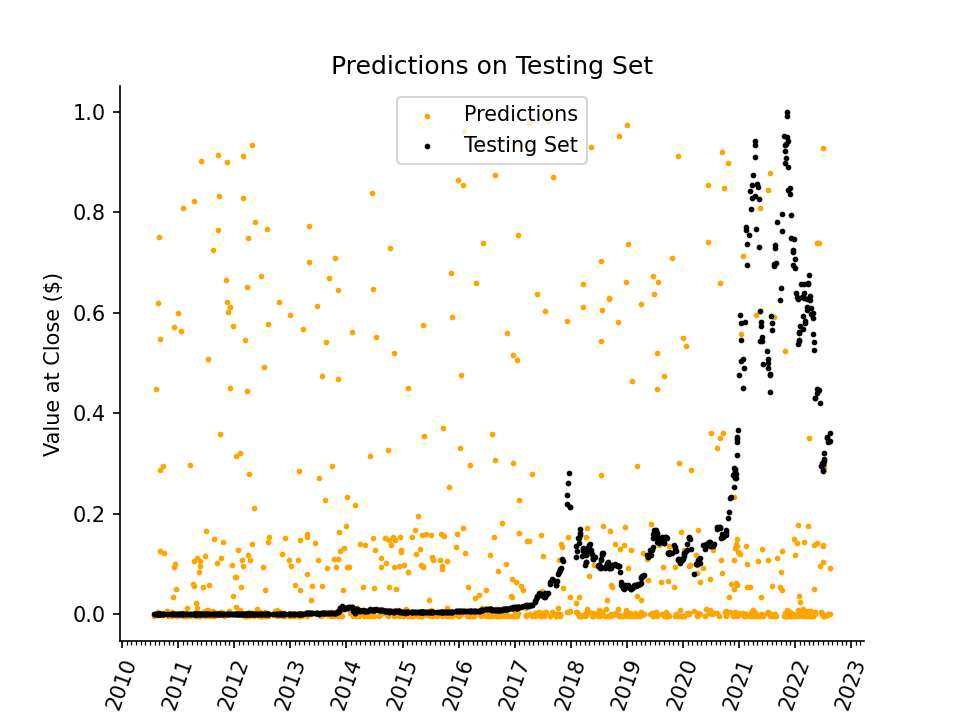 Predictions on Testing Set
Predictions
Testing Set
Value at Close ($)
1.0
0.8
0.6
0.4
0.2
0.0
2010 2011 2012 2013 2014 2015 2016 2017 2018 2019 2020 2021 2022 2023